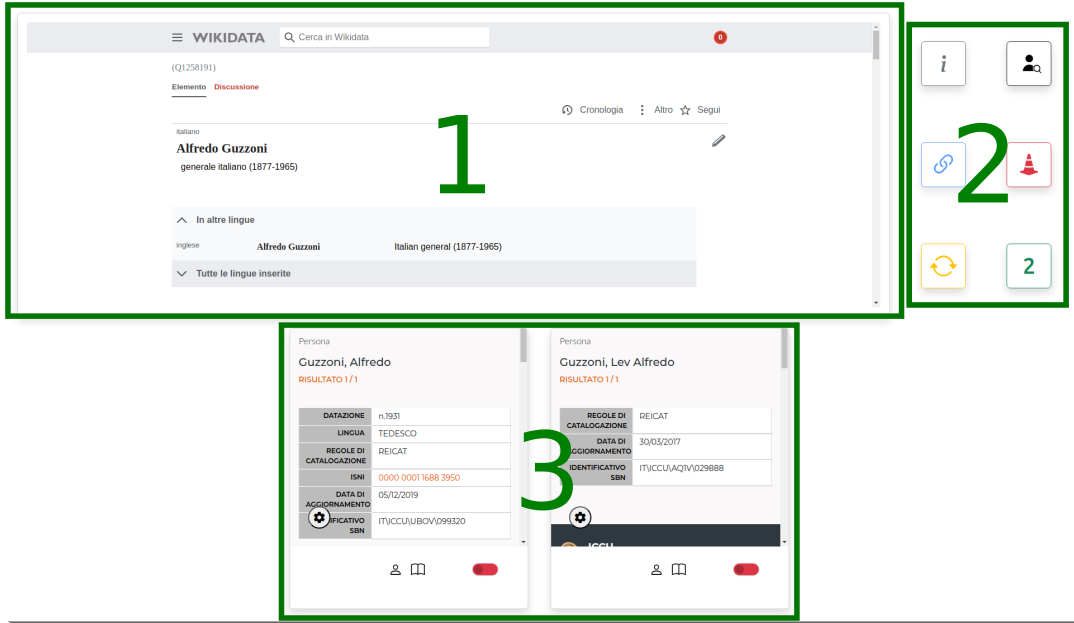 WIKIDATA Cerca in Wikidata 0
(Q1258191)
Elemento Discussione
Cronologia Altro Segui
italiano
Alfredo Guzzoni
generale italiano (1877-1965)
1
In altre lingue
inglese Alfredo Guzzoni Italian general (1877-1965)
Tutte le lingue inserite
i
2
2
Persona
Guzzoni, Alfredo
RISULTATO 1 / 1
DATAZIONE n.1931
LINGUA TEDESCO
REGOLE DI REICAT
CATALOGAZIONE
ISNI 0000 0001 1688 3950
DATA DI 05/12/2019
AGGIORNAMENTO
IFICATIVO IT\ICCU\UBOV\099320
SBN
Persona
Guzzoni, Lev Alfredo
RISULTATO 1 / 1
REGOLE DI REICAT
CATALOGAZIONE
DATA DI 30/03/2017
GGIORNAMENTO
IDENTIFICATIVO IT\ICCU\AQ1V\029888
SBN
3
ICCU